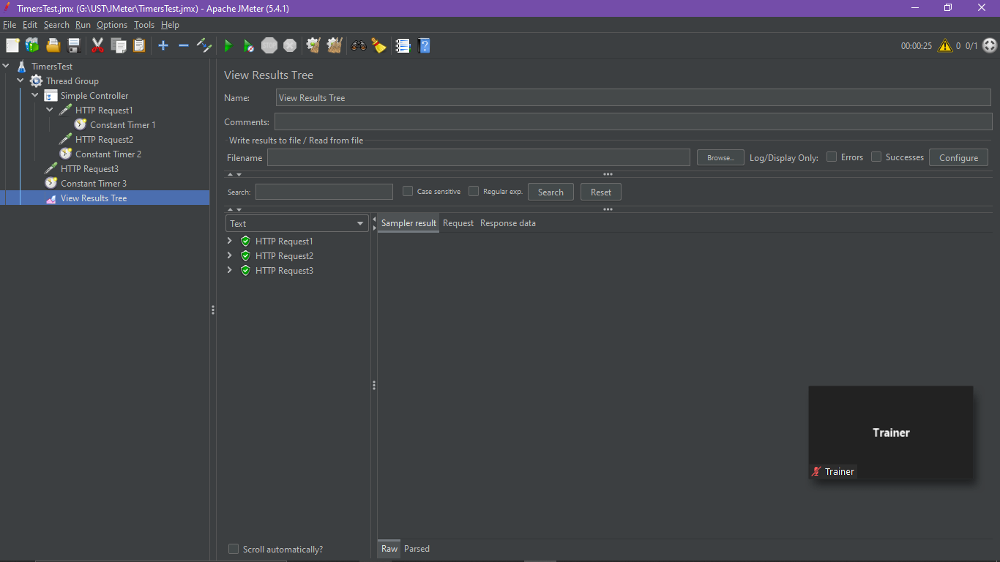 TimersTest.jmx (G:\UST\JMeter\TimersTest.jmx) - Apache JMeter (5.4.1)
File Edit Search Run Options Tools Help
STOP
00:00:25 0 0/1
TimersTest
Thread Group
Simple Controller
HTTP Request1
Constant Timer 1
HTTP Request2
Constant Timer 2
HTTP Request3
Constant Timer 3
View Results Tree
View Results Tree
Name: View Results Tree
Comments:
Write results to file / Read from file
Filename Browse... Log/Display Only: Errors Successes Configure
Search: Case sensitive Regular exp. Search Reset
Text
HTTP Request1
HTTP Request2
HTTP Request3
Scroll automatically?
Sampler result Request Response data
Trainer
Trainer
Raw Parsed